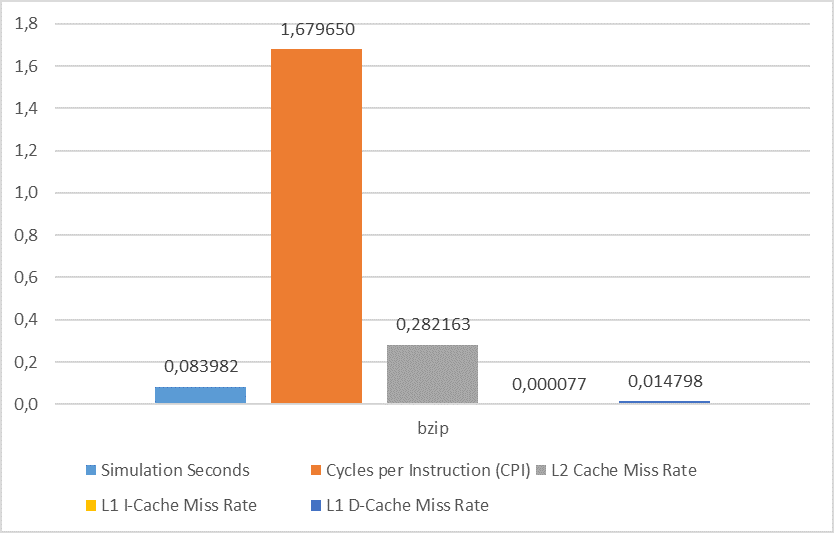 1,8
1,679650
1,6
1,4
1,2
1,0
0,8
0,6
0,4
0,282163
0,2
0,083982
0,000077
0,014798
0,0
bzip
Simulation Seconds
Cycles per Instruction (CPI)
L2 Cache Miss Rate
L1 I-Cache Miss Rate
L1 D-Cache Miss Rate